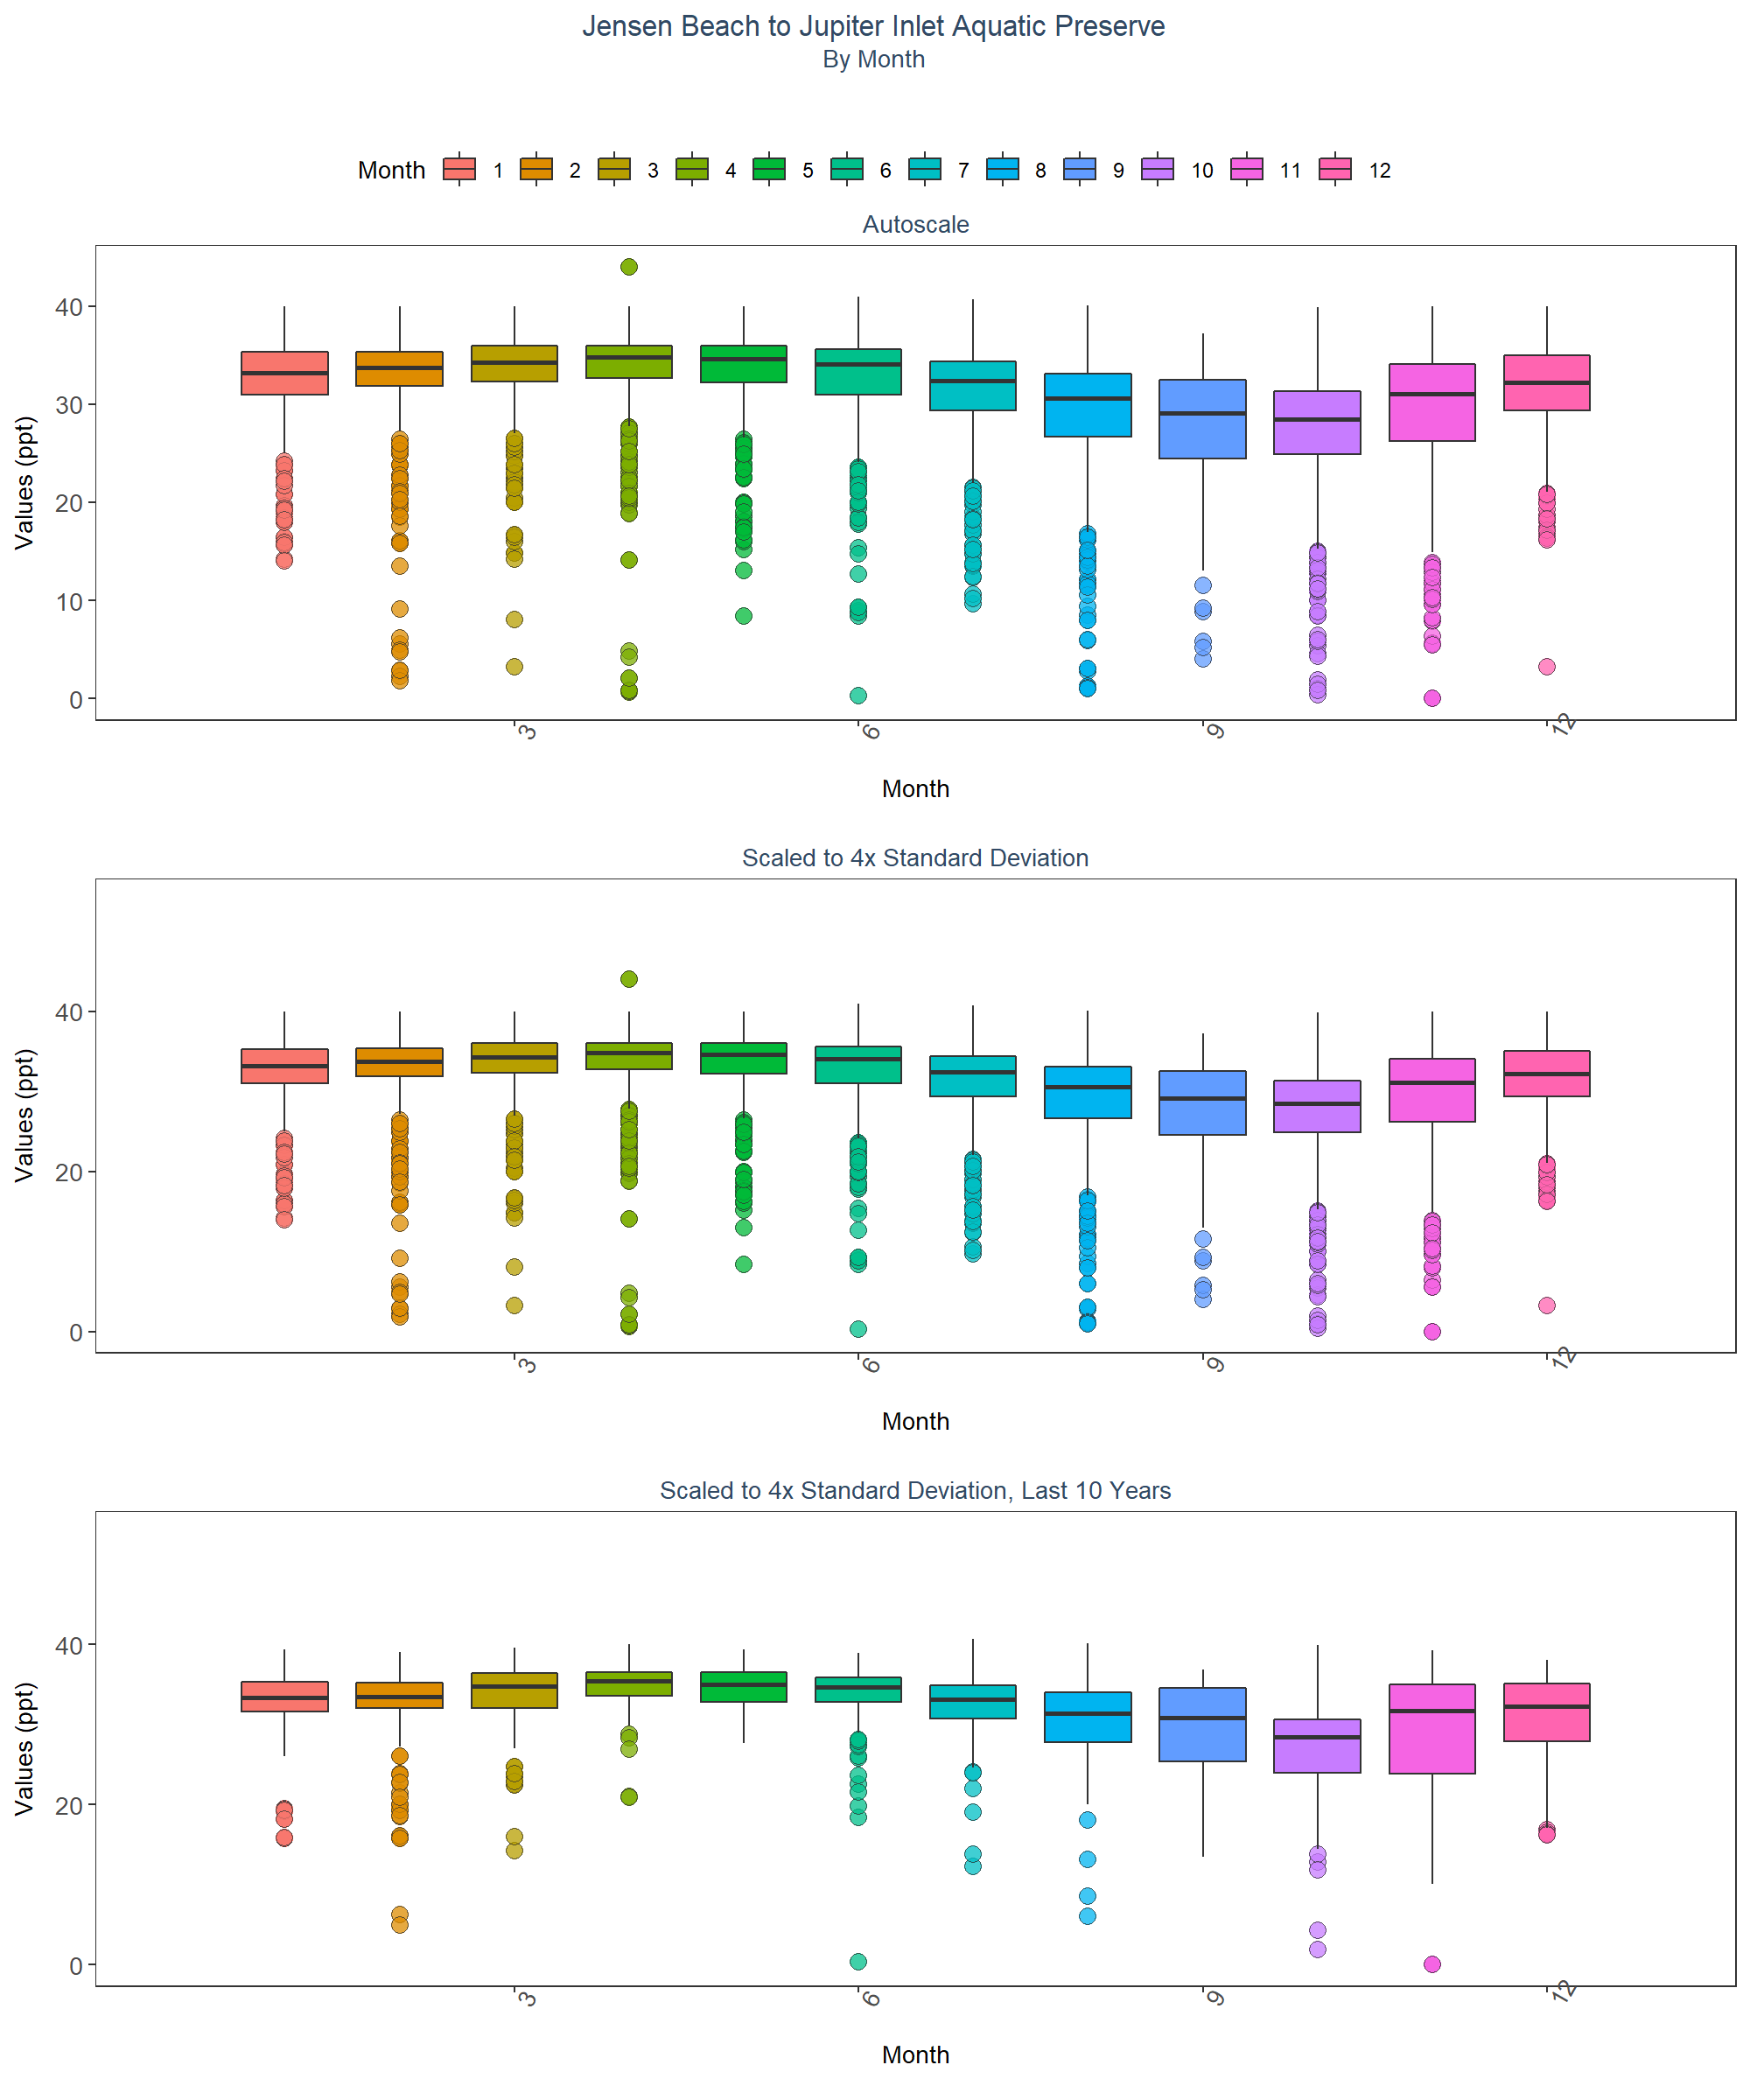 Jensen Beach to Jupiter Inlet Aquatic Preserve
By Month
Month 1 2 3 4 5 6 7 8 9 10 11 12
Autoscale
Values (ppt)
40
30
20
10
0
3 6 9 12
Month
Scaled to 4x Standard Deviation
Values (ppt)
40
20
0
3 6 9 12
Month
Scaled to 4x Standard Deviation, Last 10 Years
Values (ppt)
40
20
0
3 6 9 12
Month